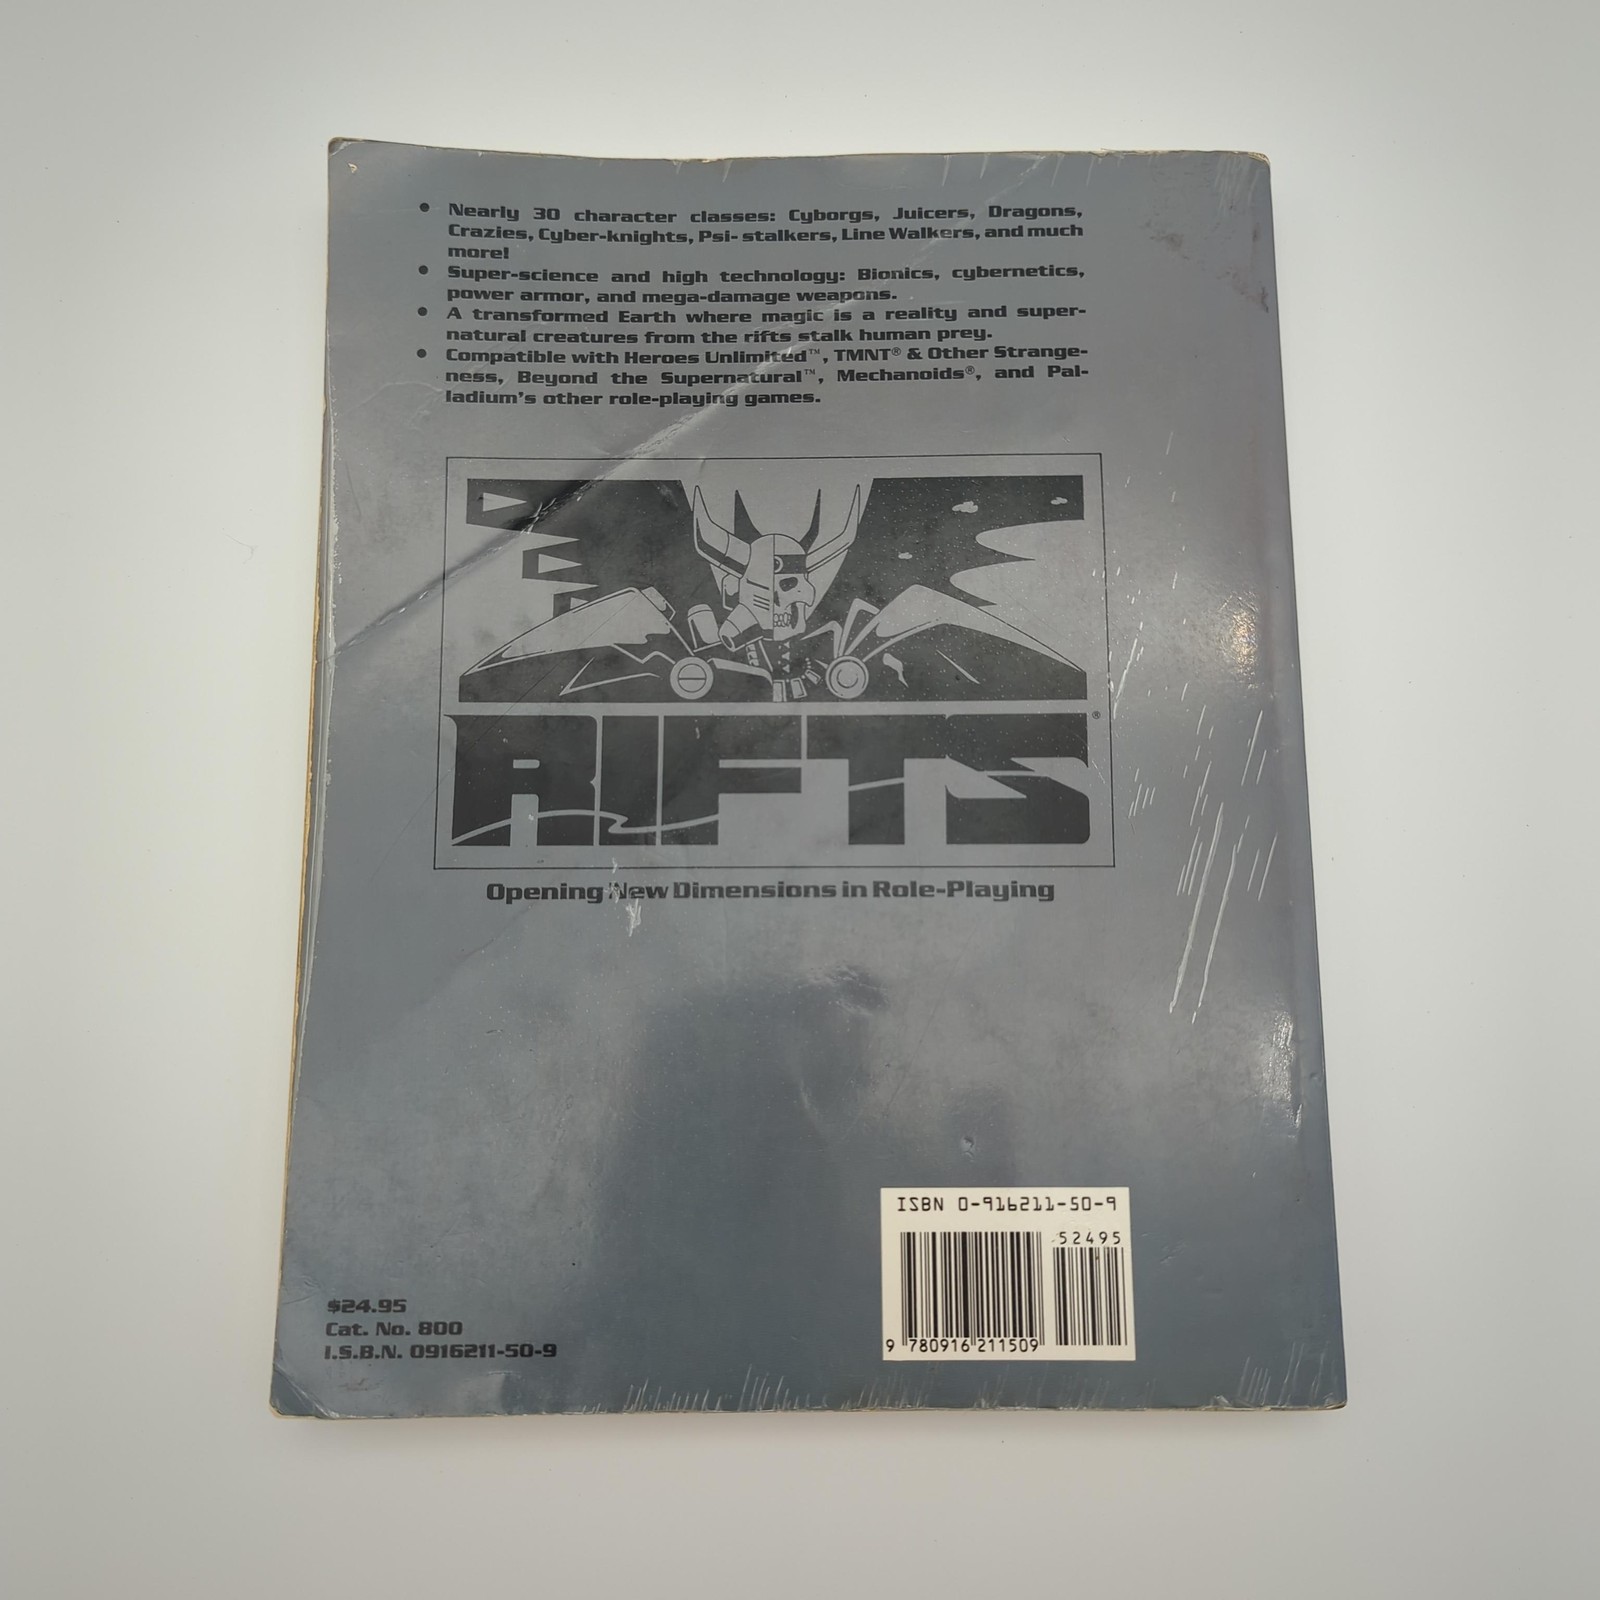 • Nearly 30 character classes: Cyborgs, Juicers, Dragons,
Crazies, Cyber-knights, Psi- stalkers, Line Walkers, and much
more!
• Super-science and high technology: Bionics, cybernetics,
power armor, and mega-damage weapons.
• A transformed Earth where magic is a reality and super-
natural creatures from the rifts stalk human prey.
• Compatible with Heroes Unlimited™, TMNT® & Other Strange-
ness, Beyond the Supernatural™, Mechanoids®, and Pal-
ladium's other role-playing games.
RIFTS®
Opening New Dimensions in Role-Playing
ISBN 0-916211-50-9
52495
9 780916 211509
$24.95
Cat. No. 800
I.S.B.N. 0916211-50-9